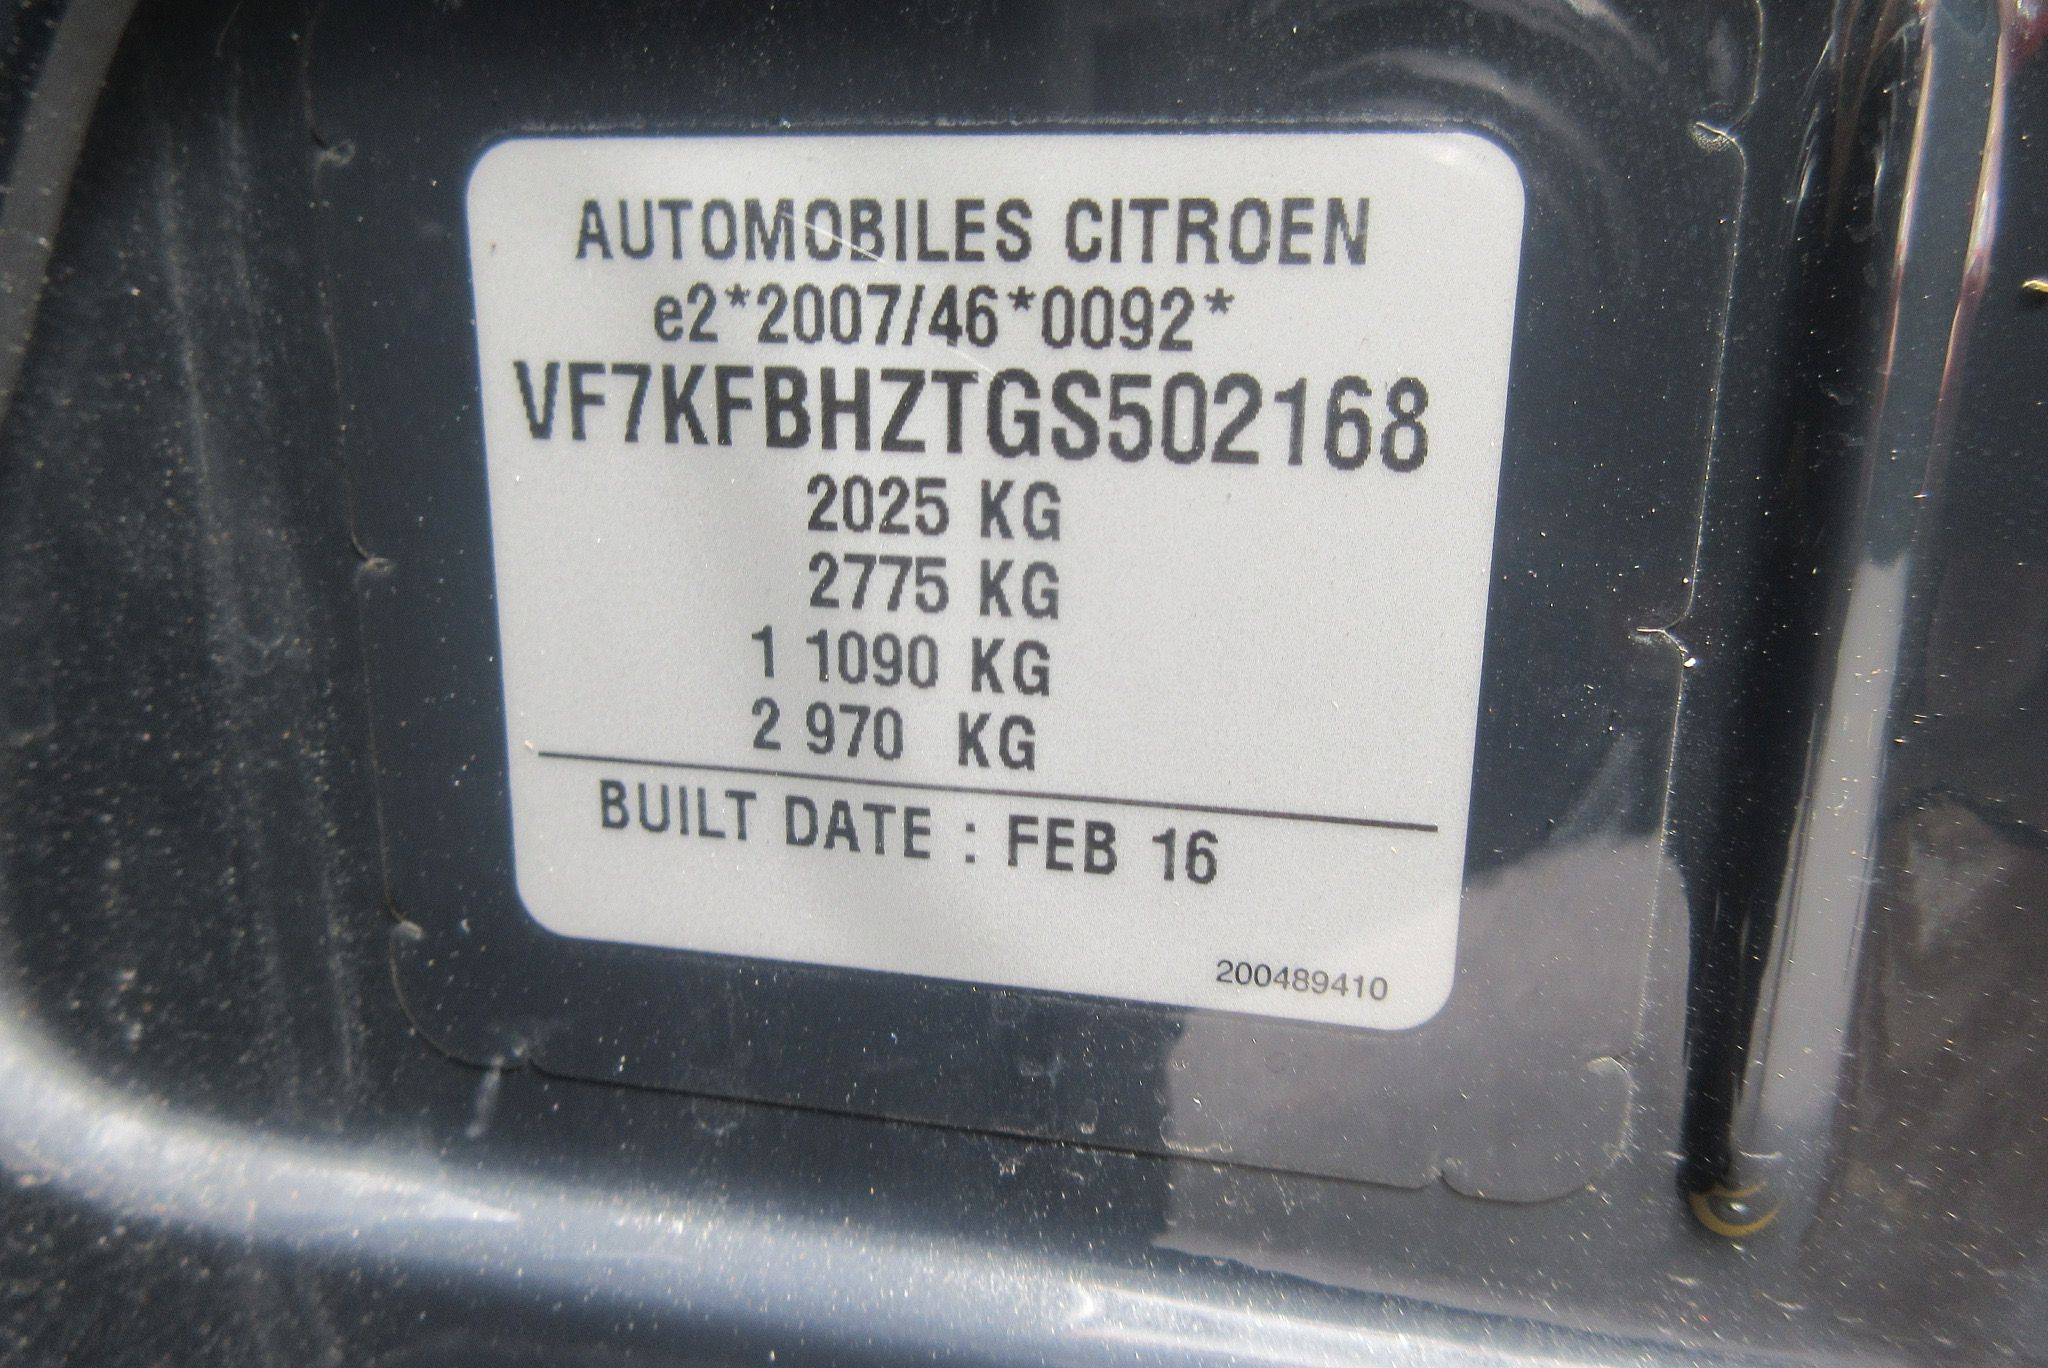 AUTOMOBILES CITROEN
e2*2007/46*0092*
VF7KFBHZTGS502168
2025 KG
2775 KG
1 1090 KG
2 970 KG
BUILT DATE : FEB 16
200489410